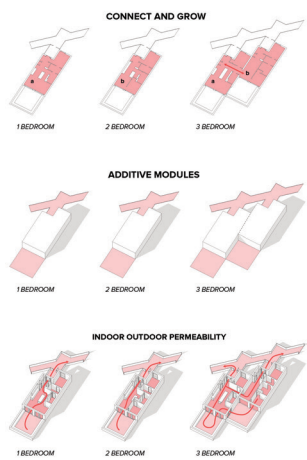 CONNECT AND GROW
a
b
a
b
1 BEDROOM
2 BEDROOM
3 BEDROOM
ADDITIVE MODULES
1 BEDROOM
2 BEDROOM
3 BEDROOM
INDOOR OUTDOOR PERMEABILITY
1 BEDROOM
2 BEDROOM
3 BEDROOM